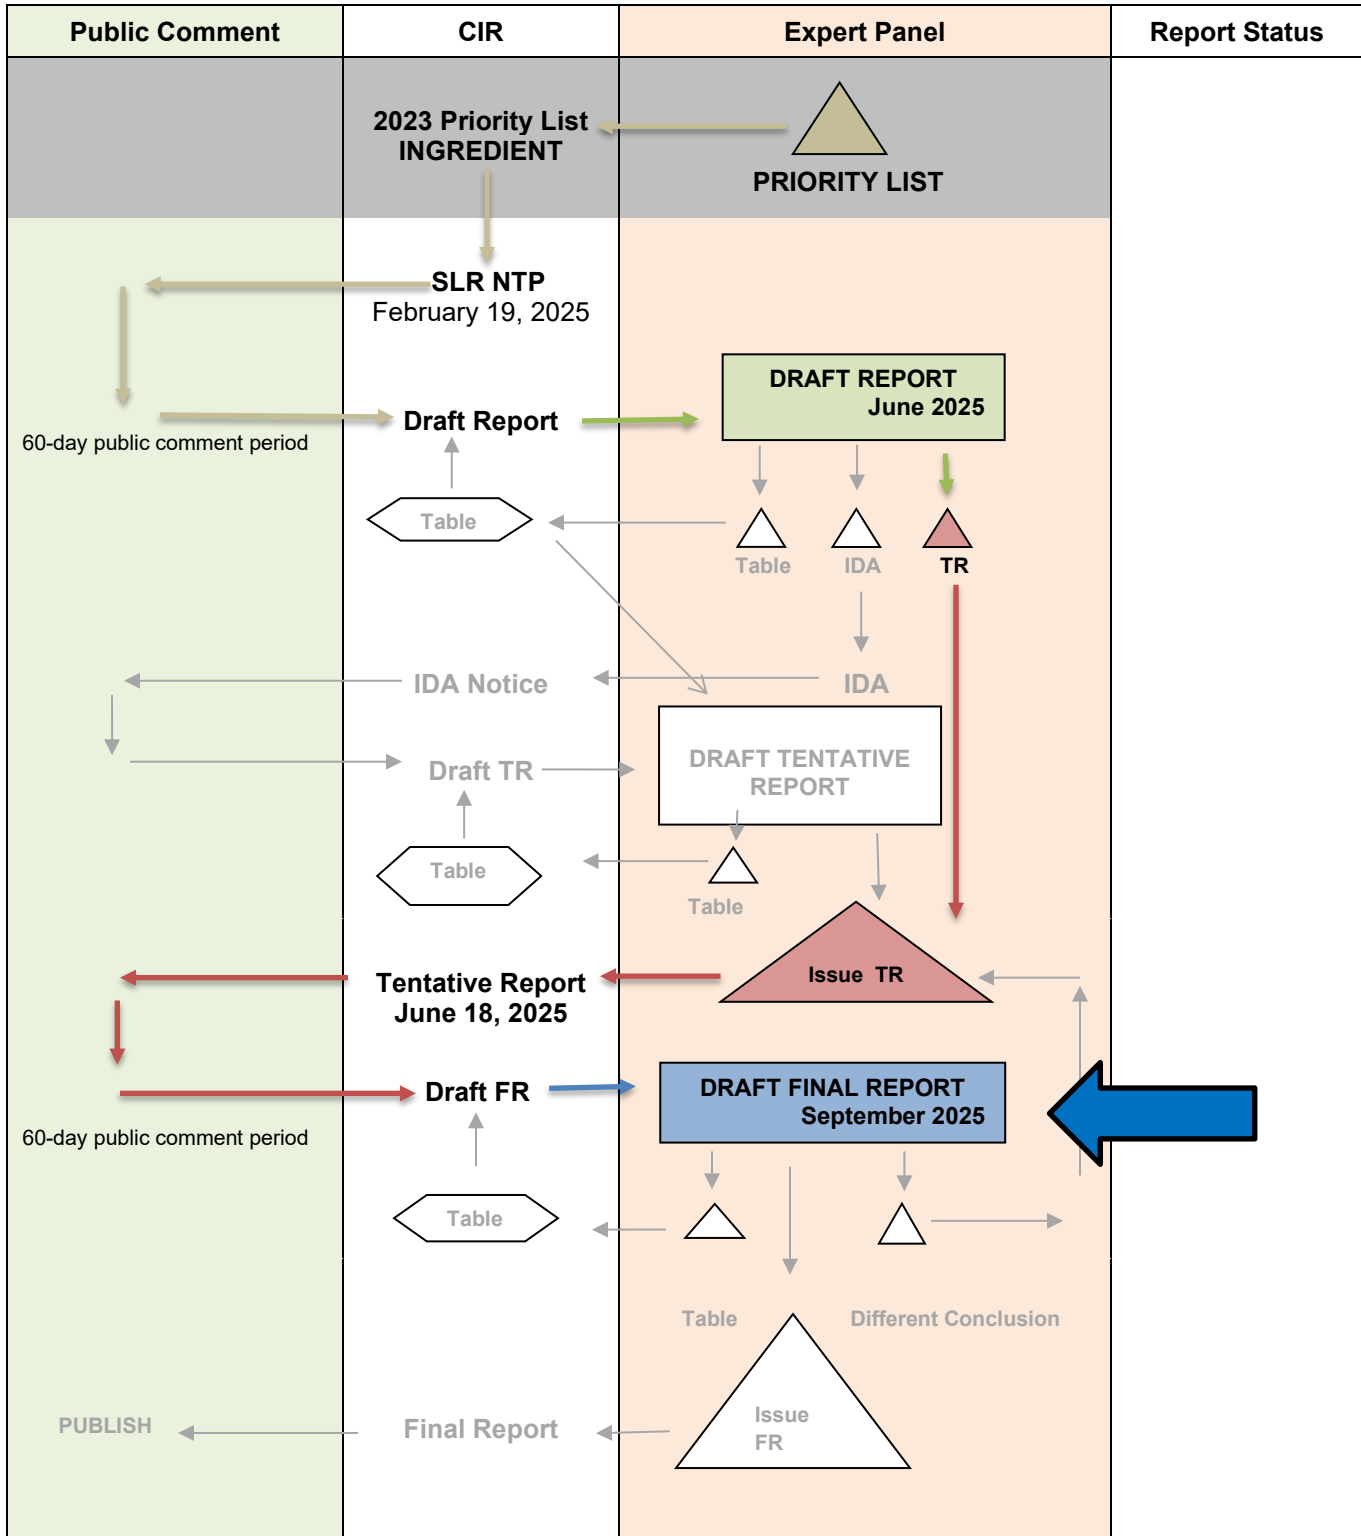 Public Comment
CIR
Expert Panel
Report Status
2023 Priority List
INGREDIENT
PRIORITY LIST
SLR NTP
February 19, 2025
60-day public comment period
Draft Report
DRAFT REPORT
June 2025
Table
Table
IDA
TR
IDA Notice
IDA
Draft TR
DRAFT TENTATIVE
REPORT
Table
Table
Tentative Report
June 18, 2025
Issue TR
60-day public comment period
Draft FR
DRAFT FINAL REPORT
September 2025
Table
Table
Different Conclusion
PUBLISH
Final Report
Issue
FR